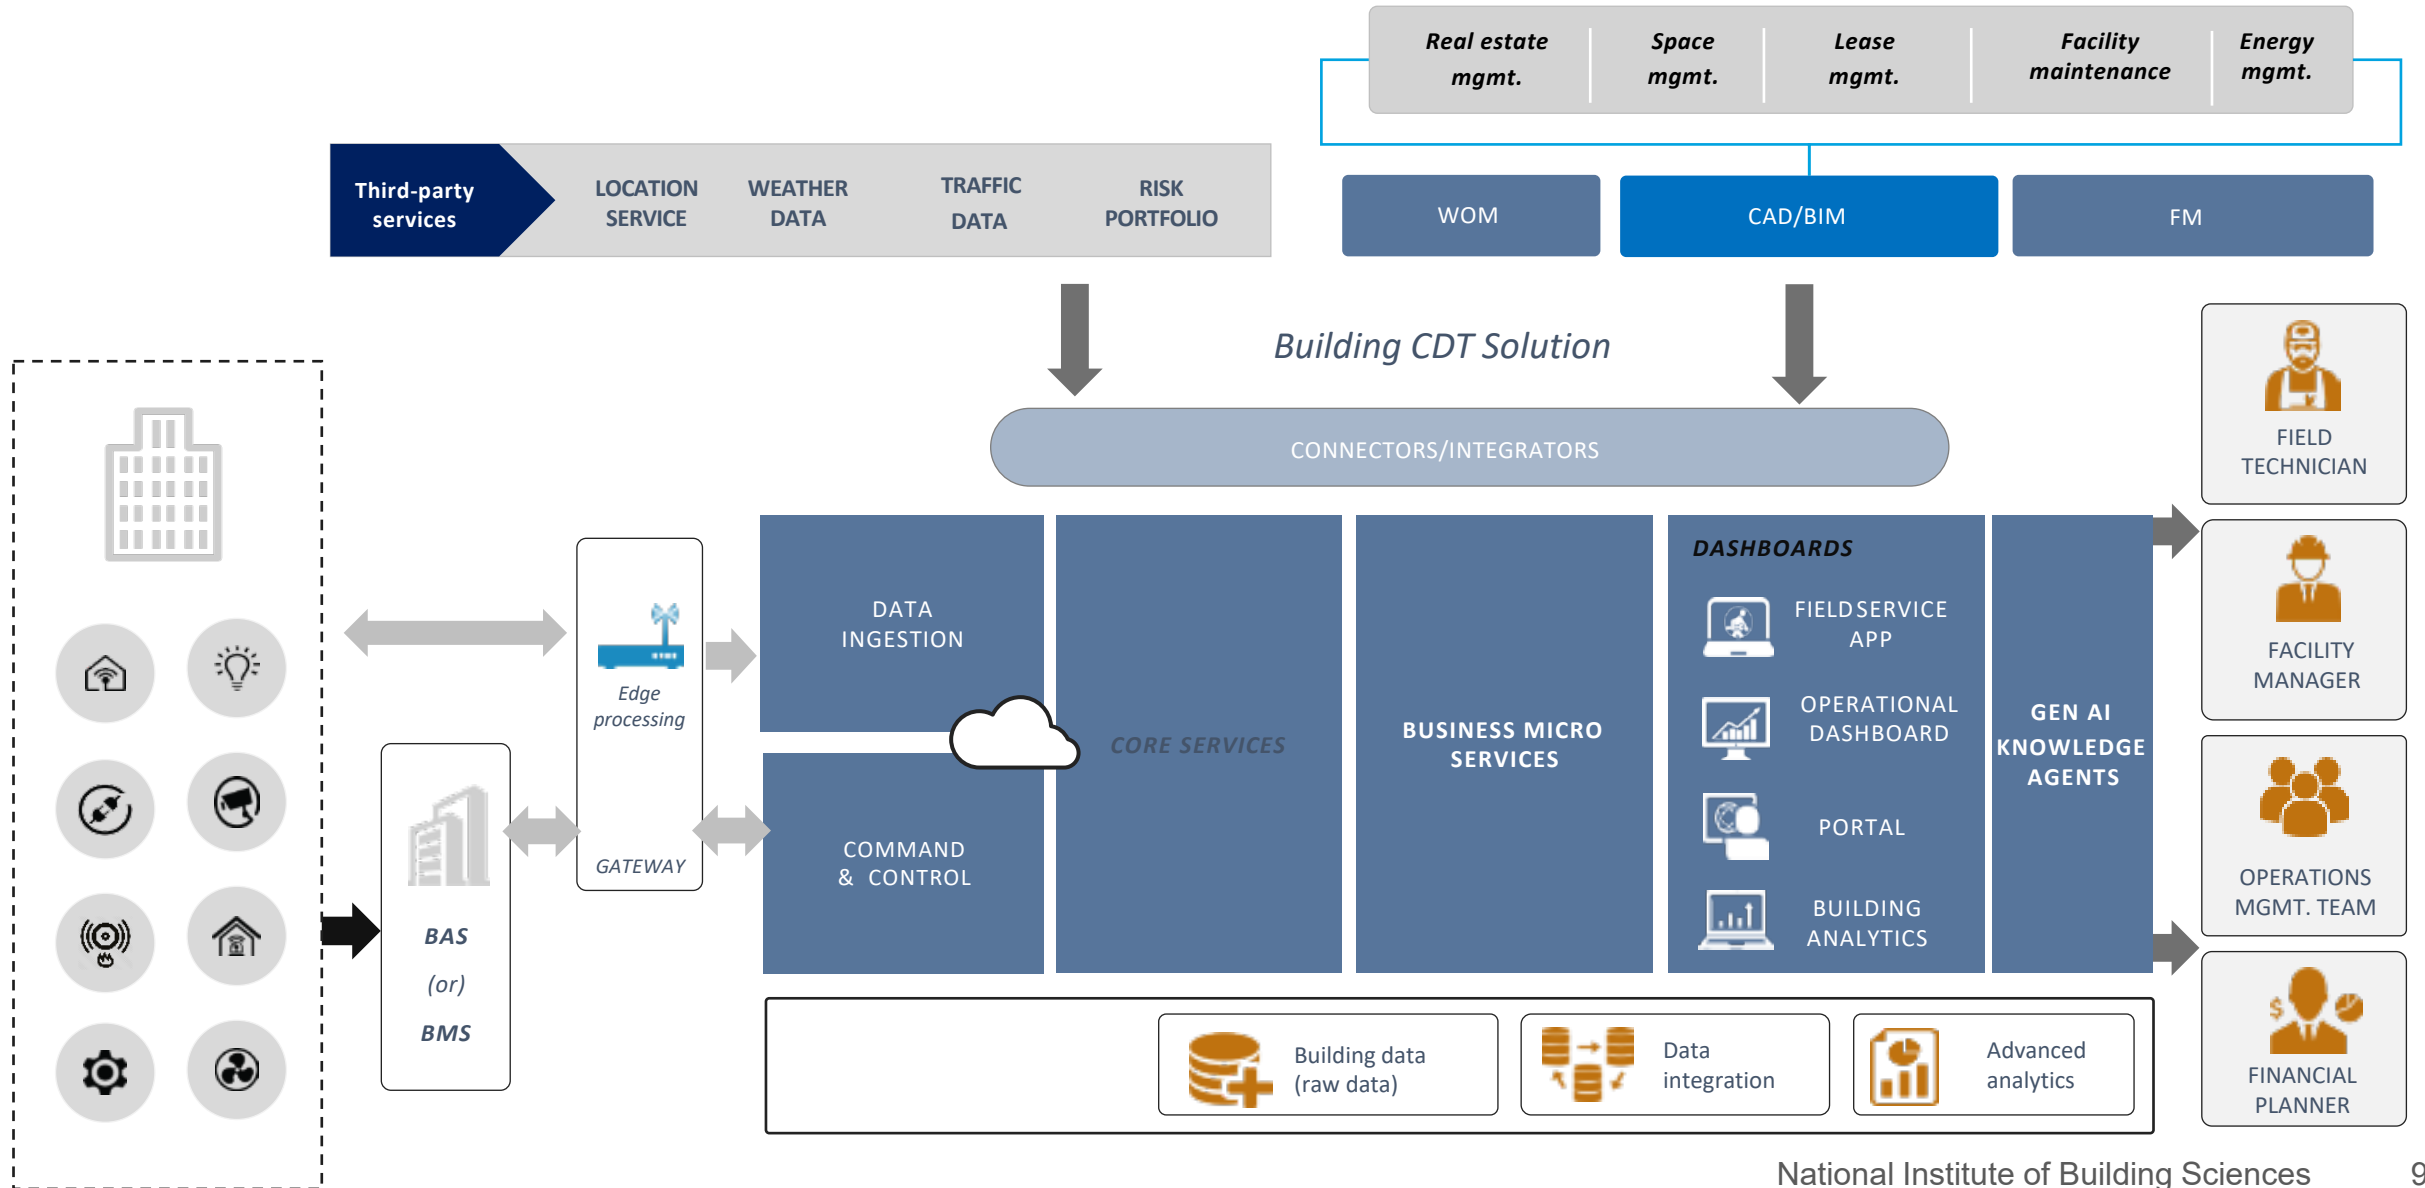 Real estate
mgmt.
Space
mgmt.
Lease
mgmt.
Facility
maintenance
Energy
mgmt.
Third-party
services
LOCATION
SERVICE
WEATHER
DATA
TRAFFIC
DATA
RISK
PORTFOLIO
WOM
CAD/BIM
FM
Building CDT Solution
CONNECTORS/INTEGRATORS
Edge
processing
GATEWAY
BAS
(or)
BMS
DATA
INGESTION
COMMAND
& CONTROL
CORE SERVICES
BUSINESS MICRO
SERVICES
DASHBOARDS
FIELD SERVICE
APP
OPERATIONAL
DASHBOARD
PORTAL
BUILDING
ANALYTICS
GEN AI
KNOWLEDGE
AGENTS
FIELD
TECHNICIAN
FACILITY
MANAGER
OPERATIONS
MGMT. TEAM
FINANCIAL
PLANNER
Building data
(raw data)
Data
integration
Advanced
analytics
National Institute of Building Sciences 9